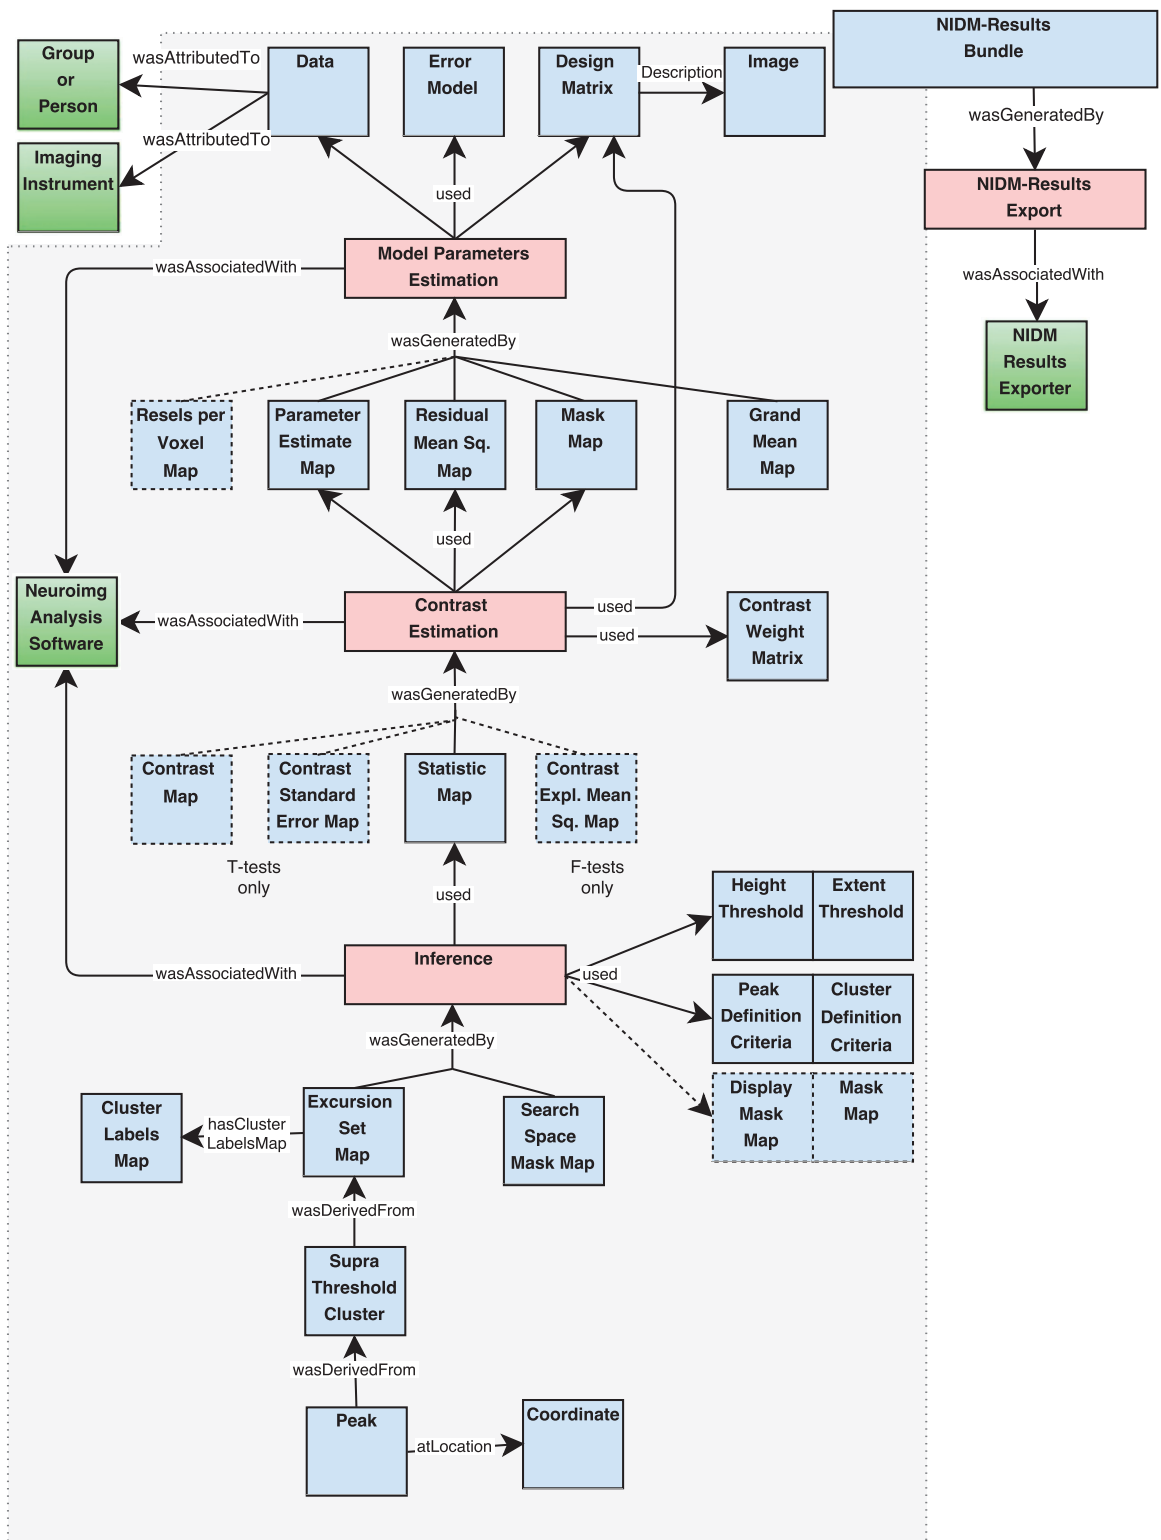 NIDM-Results
Bundle
Group
or
Person
wasAttributedTo
Data
Error
Model
Design
Matrix
Description
Image
wasGeneratedBy
wasAttributedTo
Imaging
Instrument
used
NIDM-Results
Export
Model Parameters
Estimation
wasAssociatedWith
wasAssociatedWith
wasGeneratedBy
NIDM
Results
Exporter
Resels per
Voxel
Map
Parameter
Estimate
Map
Residual
Mean Sq.
Map
Mask
Map
Grand
Mean
Map
used
Neuroimg
Analysis
Software
wasAssociatedWith
Contrast
Estimation
used
used
Contrast
Weight
Matrix
wasGeneratedBy
Contrast
Map
Contrast
Standard
Error Map
Statistic
Map
Contrast
Expl. Mean
Sq. Map
T-tests
only
F-tests
only
used
Height
Threshold
Extent
Threshold
wasAssociatedWith
Inference
used
Peak
Definition
Criteria
Cluster
Definition
Criteria
wasGeneratedBy
Display
Mask
Map
Mask
Map
Cluster
Labels
Map
hasCluster
LabelsMap
Excursion
Set
Map
Search
Space
Mask Map
wasDerivedFrom
Supra
Threshold
Cluster
wasDerivedFrom
Peak
atLocation
Coordinate